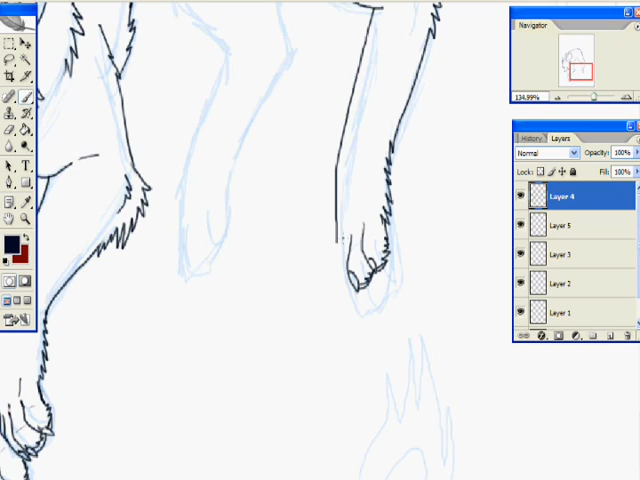 Navigator
134.99%
History
Layers
Normal
Opacity: 100%
Lock:
Fill: 100%
Layer 4
Layer 5
Layer 3
Layer 2
Layer 1
T